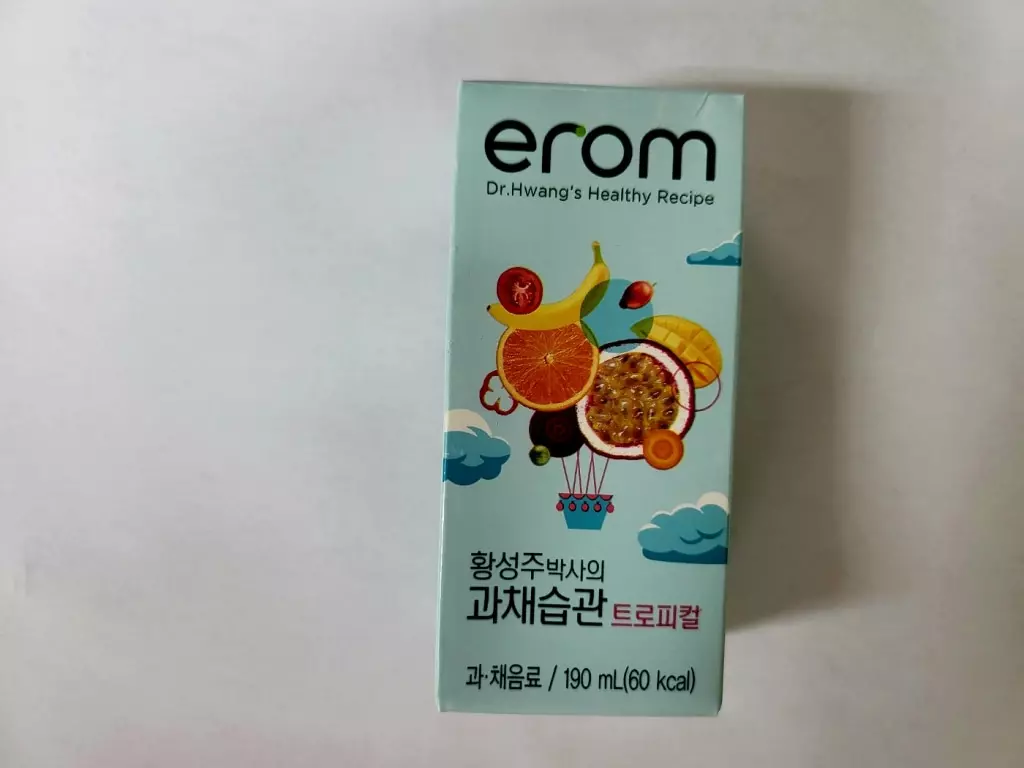 erom
Dr.Hwang's Healthy Recipe
황성주박사의
과채습관 트로피컬
과·채음료 / 190 mL(60 kcal)